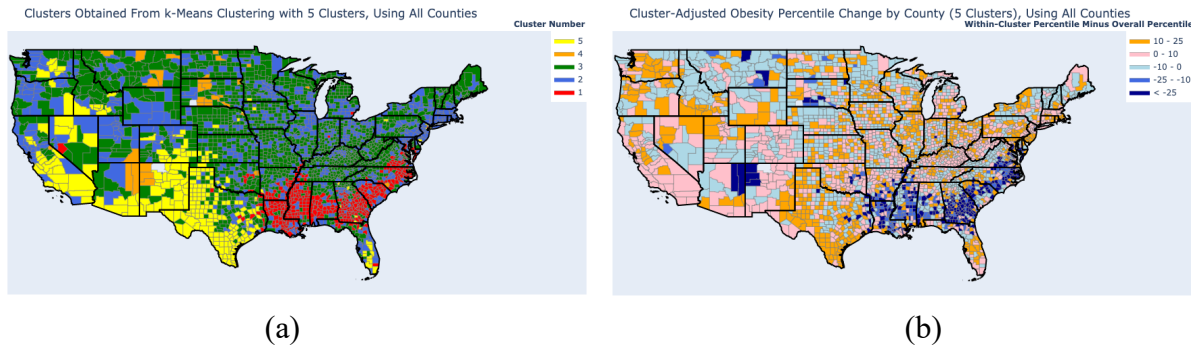 Clusters Obtained From k-Means Clustering with 5 Clusters, Using All Counties
Cluster Number
5
4
3
2
1
(a)
Cluster-Adjusted Obesity Percentile Change by County (5 Clusters), Using All Counties
Within-Cluster Percentile Minus Overall Percentile
10 - 25
0 - 10
-10 - 0
-25 - -10
< -25
(b)